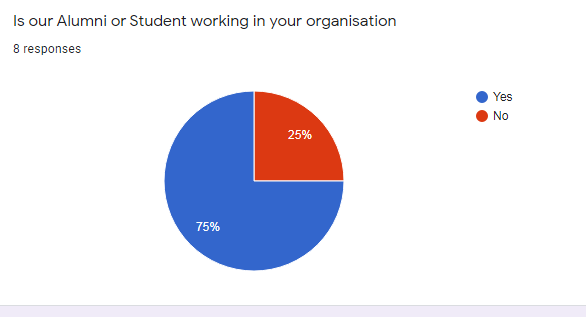 Is our Alumni or Student working in your organisation
8 responses
Yes
No
25%
75%